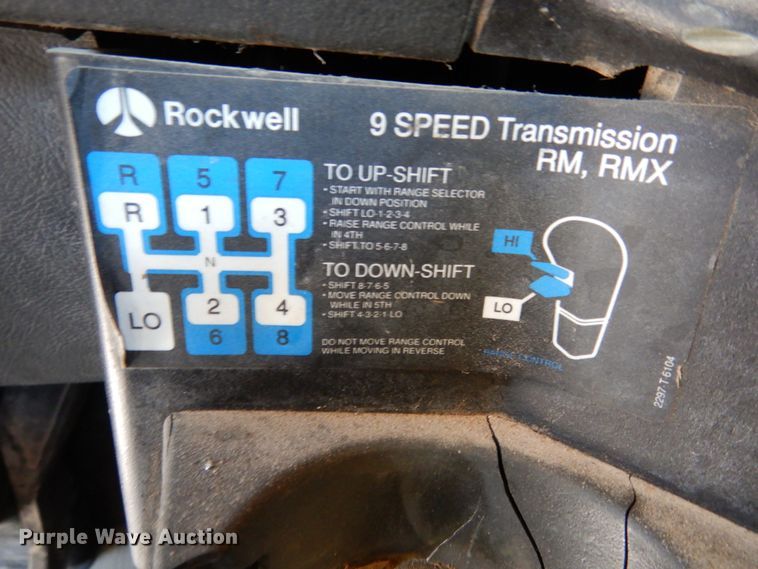 Rockwell
9 SPEED Transmission
RM, RMX
R 5 7
R 1 3
N
LO 2 4
6 8
TO UP-SHIFT
• START WITH RANGE SELECTOR
IN DOWN POSITION
• SHIFT LO-1-2-3-4
• RAISE RANGE CONTROL WHILE
IN 4TH
• SHIFT TO 5-6-7-8
TO DOWN-SHIFT
• SHIFT 8-7-6-5
• MOVE RANGE CONTROL DOWN
WHILE IN 5TH
• SHIFT 4-3-2-1-LO
DO NOT MOVE RANGE CONTROL
WHILE MOVING IN REVERSE
HI
LO
RANGE CONTROL
2297-T-6104
Purple Wave Auction